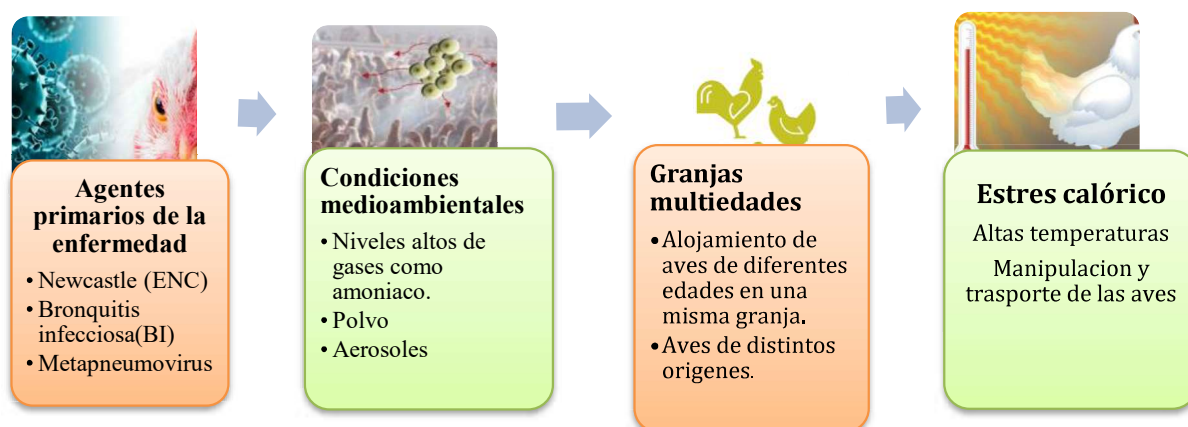 Agentes
primarios de la
enfermedad
• Newcastle (ENC)
• Bronquitis
infecciosa(BI)
• Metapneumovirus
Condiciones
medioambientales
• Niveles altos de
gases como
amoniaco.
• Polvo
• Aerosoles
Granjas
multiedades
• Alojamiento de
aves de diferentes
edades en una
misma granja.
• Aves de distintos
origenes.
Estres calórico
Altas temperaturas
Manipulacion y
trasporte de las aves